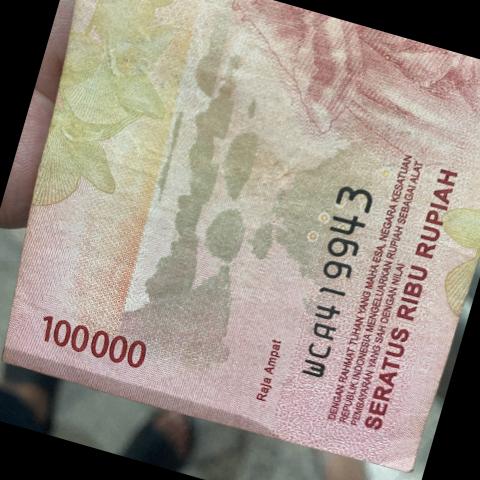 100000
Raja Ampat
WCA419943
DENGAN RAHMAT TUHAN YANG MAHA ESA, NEGARA KESATUAN
REPUBLIK INDONESIA MENGELUARKAN RUPIAH SEBAGAI ALAT
PEMBAYARAN YANG SAH DENGAN NILAI
SERATUS RIBU RUPIAH